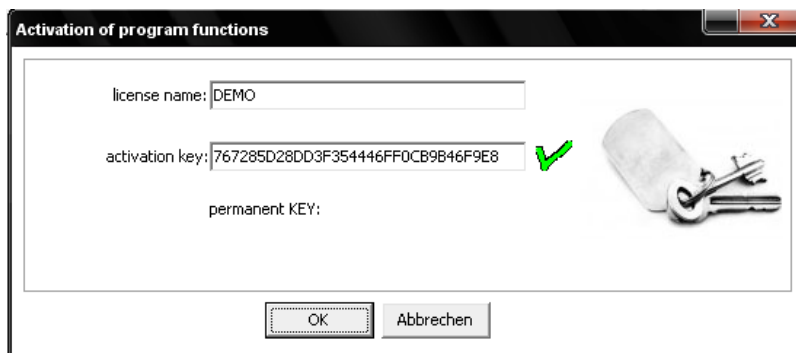 Activation of program functions
license name: DEMO
activation key: 767285D28DD3F354446FF0CB9B46F9E8
permanent KEY:
OK Abbrechen